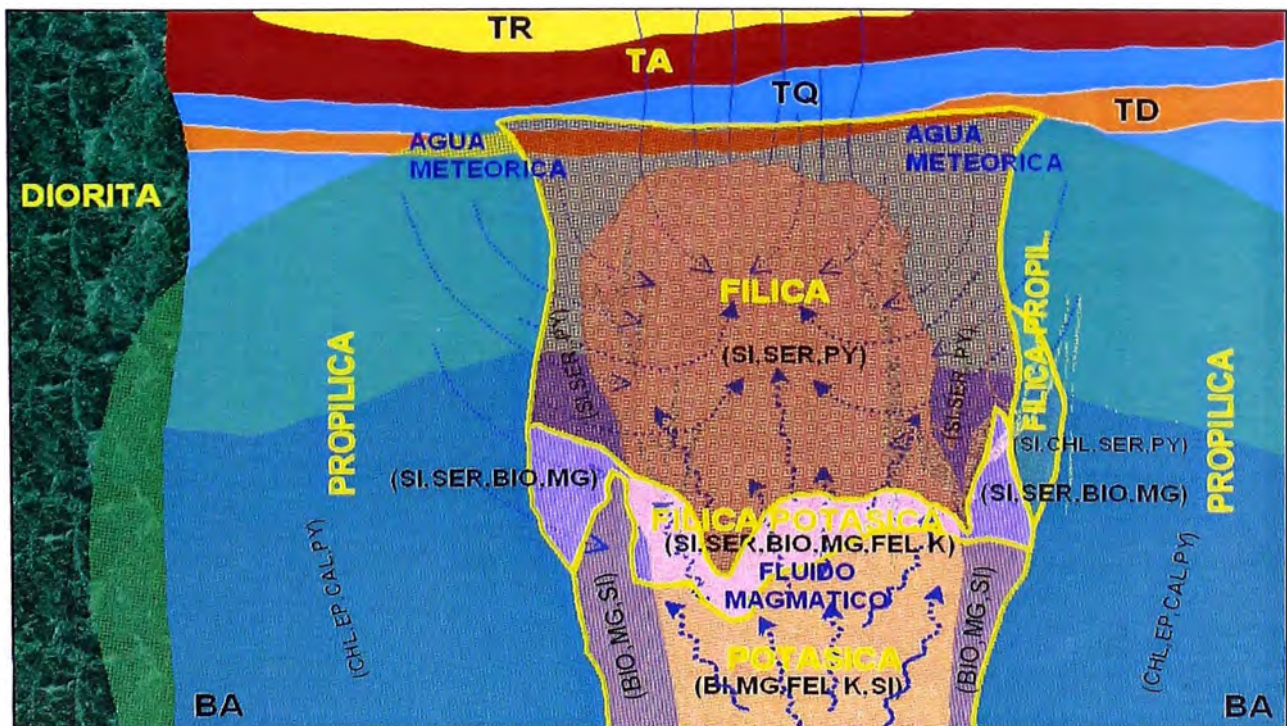 TR
TA
TQ
TD
AGUA
METEORICA
AGUA
METEORICA
DIORITA
FILICA
(SI.SER.PY)
(SI.SER.PY)
(SI.SER.PY)
FILICA-PROPIL.
PROPILICA
PROPILICA
(SI.CHL,SER,PY)
(SI.SER.BIO,MG)
(SI.SER.BIO.MG)
FILICA/POTASICA
(SI.SER.BIO,MG,FEL.K)
FLUIDO
MAGMATICO
(CHL.EP.CAL.PY)
(BIO,MG,SI)
(BIO,MG,SI)
(CHL,EP,CAL,PY)
POTASICA
(BI.MG,FEL K,SI)
BA
BA